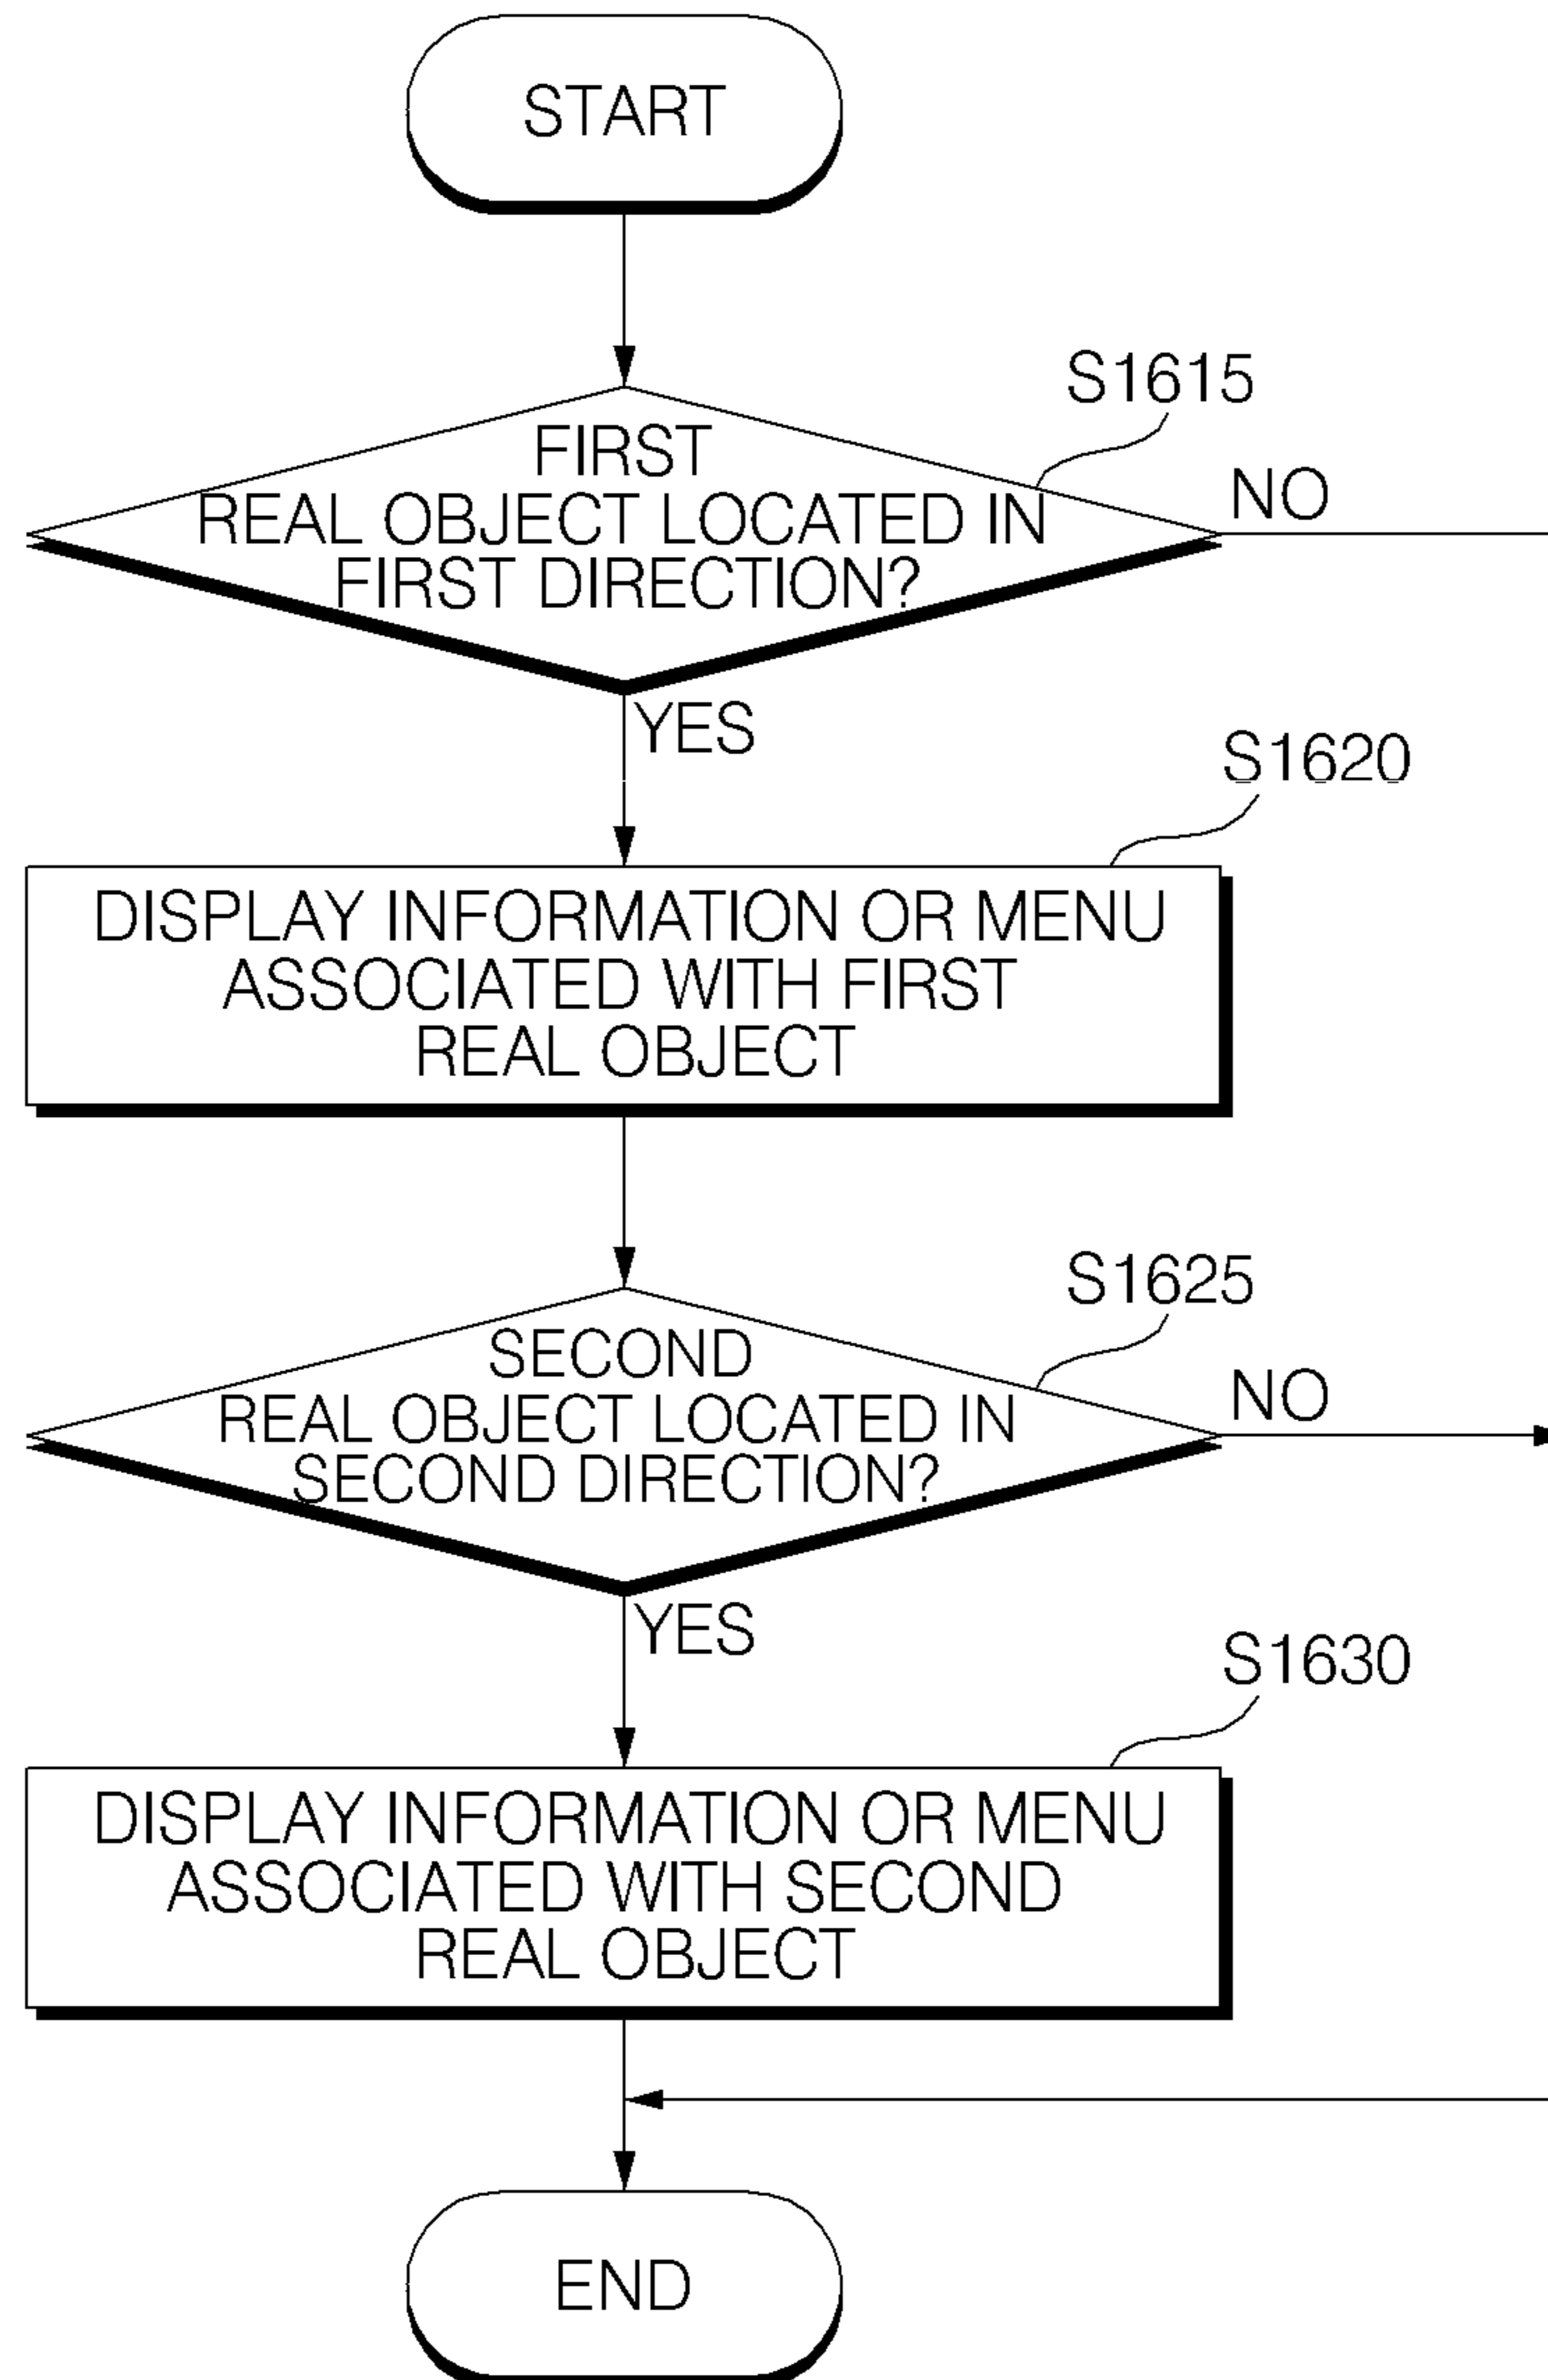 START
S1615
FIRST
REAL OBJECT LOCATED IN
FIRST DIRECTION?
NO
YES
S1620
DISPLAY INFORMATION OR MENU
ASSOCIATED WITH FIRST
REAL OBJECT
S1625
SECOND
REAL OBJECT LOCATED IN
SECOND DIRECTION?
NO
YES
S1630
DISPLAY INFORMATION OR MENU
ASSOCIATED WITH SECOND
REAL OBJECT
END